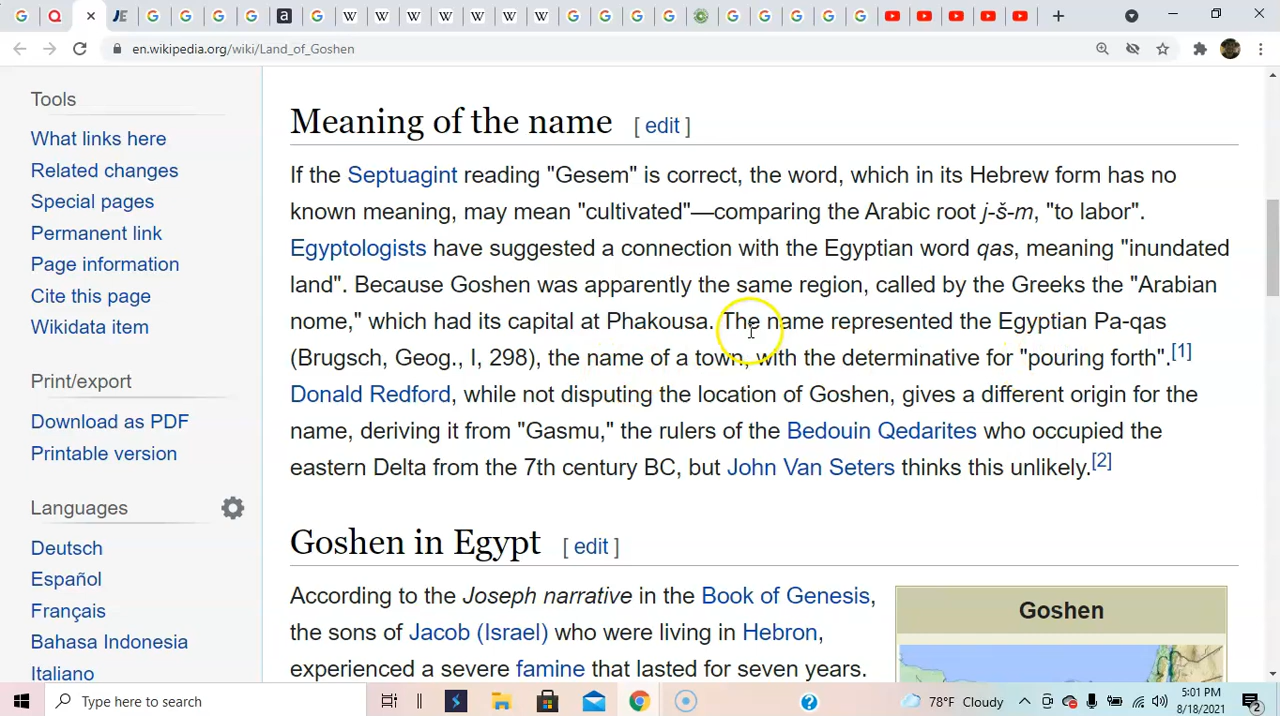 en.wikipedia.org/wiki/Land_of_Goshen
Tools
What links here
Related changes
Special pages
Permanent link
Page information
Cite this page
Wikidata item
Print/export
Download as PDF
Printable version
Languages
Deutsch
Español
Français
Bahasa Indonesia
Italiano
Meaning of the name [ edit ]
If the Septuagint reading "Gesem" is correct, the word, which in its Hebrew form has no
known meaning, may mean "cultivated"—comparing the Arabic root j-š-m, "to labor".
Egyptologists have suggested a connection with the Egyptian word qas, meaning "inundated
land". Because Goshen was apparently the same region, called by the Greeks the "Arabian
nome," which had its capital at Phakousa. The name represented the Egyptian Pa-qas
(Brugsch, Geog., I, 298), the name of a town, with the determinative for "pouring forth".[1]
Donald Redford, while not disputing the location of Goshen, gives a different origin for the
name, deriving it from "Gasmu," the rulers of the Bedouin Qedarites who occupied the
eastern Delta from the 7th century BC, but John Van Seters thinks this unlikely.[2]
Goshen in Egypt [ edit ]
According to the Joseph narrative in the Book of Genesis,
the sons of Jacob (Israel) who were living in Hebron,
experienced a severe famine that lasted for seven years.
Goshen
Type here to search
78°F Cloudy
5:01 PM
8/18/2021
2